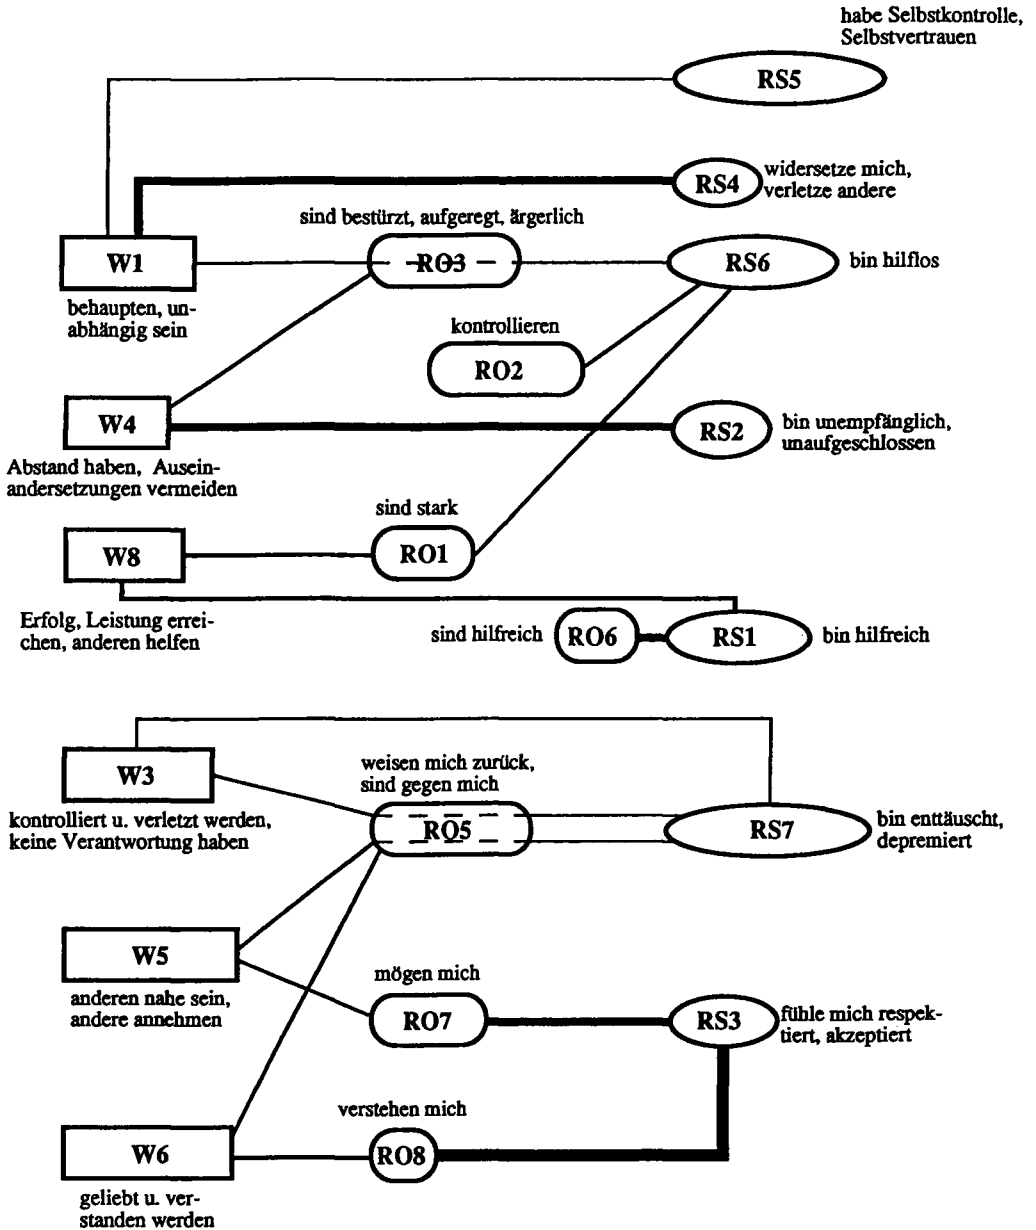 habe Selbstkontrolle,
Selbstvertrauen
RS5
RS4
widersetze mich,
verletze andere
sind bestürzt, aufgeregt, ärgerlich
W1
RO3
RS6
bin hilflos
behaupten, un-
abhängig sein
kontrollieren
RO2
W4
RS2
bin unempfänglich,
unaufgeschlossen
Abstand haben, Ausein-
andersetzungen vermeiden
sind stark
W8
RO1
Erfolg, Leistung errei-
chen, anderen helfen
sind hilfreich
RO6
RS1
bin hilfreich
W3
weisen mich zurück,
sind gegen mich
kontrolliert u. verletzt werden,
keine Verantwortung haben
RO5
RS7
bin enttäuscht,
depremiert
W5
anderen nahe sein,
andere annehmen
mögen mich
RO7
RS3
fühle mich respek-
tiert, akzeptiert
verstehen mich
W6
RO8
geliebt u. ver-
standen werden